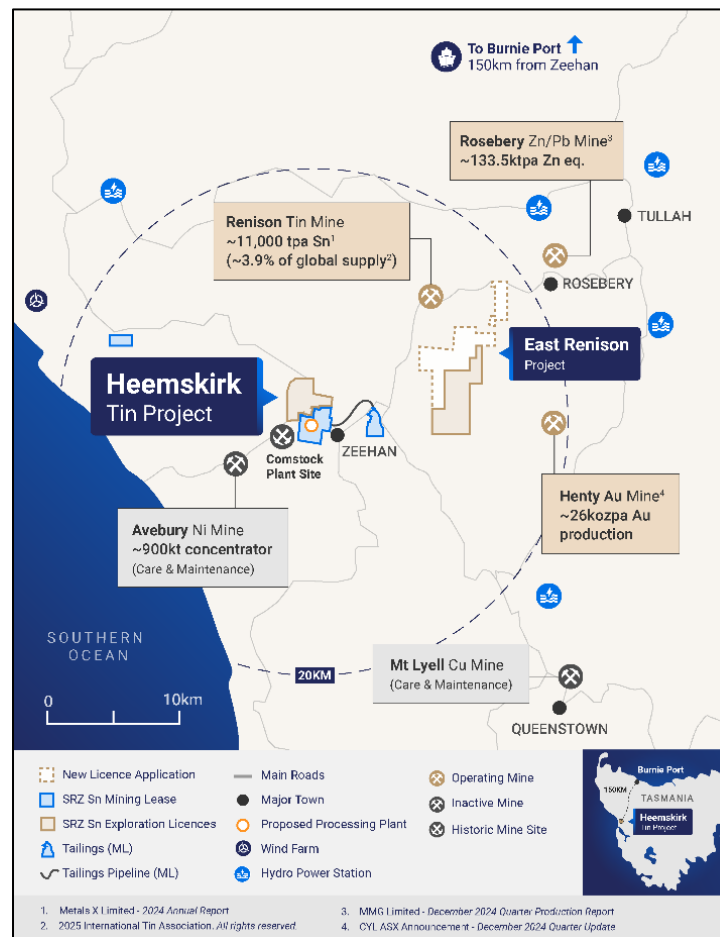 To Burnie Port
150km from Zeehan
Rosebery Zn/Pb Mine³
~133.5ktpa Zn eq.
Renison Tin Mine
~11,000 tpa Sn¹
(~3.9% of global supply²)
TULLAH
ROSEBERY
East Renison
Project
Heemskirk
Tin Project
Comstock
Plant Site
ZEEHAN
Avebury Ni Mine
~900kt concentrator
(Care & Maintenance)
Henty Au Mine⁴
~26kozpa Au
production
SOUTHERN
OCEAN
0 10km
20KM
Mt Lyell Cu Mine
(Care & Maintenance)
QUEENSTOWN
New Licence Application
SRZ Sn Mining Lease
SRZ Sn Exploration Licences
Tailings (ML)
Tailings Pipeline (ML)
Main Roads
Major Town
Proposed Processing Plant
Wind Farm
Hydro Power Station
Operating Mine
Inactive Mine
Historic Mine Site
Burnie Port
150KM
TASMANIA
Heemskirk
Tin Project
1. Metals X Limited - 2024 Annual Report
2. 2025 International Tin Association. All rights reserved.
3. MMG Limited - December 2024 Quarter Production Report
4. CYL ASX Announcement - December 2024 Quarter Update